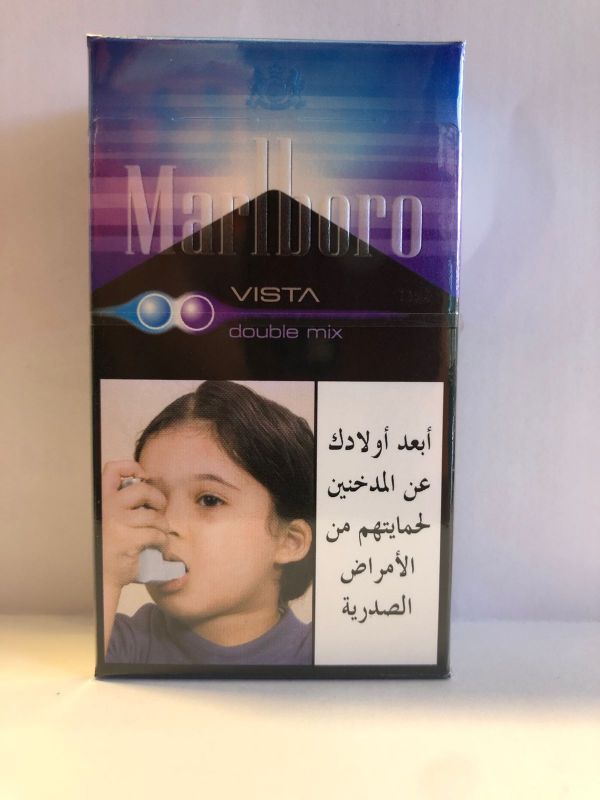 Marlboro
VISTA
double mix
أبعد أولادك
عن المدخنين
لحمايتهم من
الأمراض
الصدرية